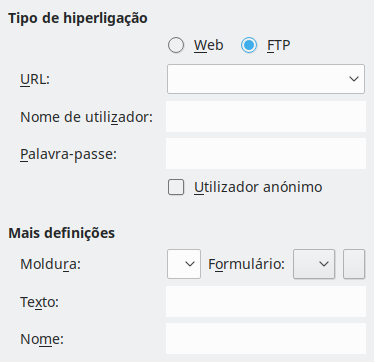 Tipo de hiperligação
Web FTP
URL:
Nome de utilizador:
Palavra-passe:
Utilizador anónimo
Mais definições
Moldura: Formulário:
Texto:
Nome: